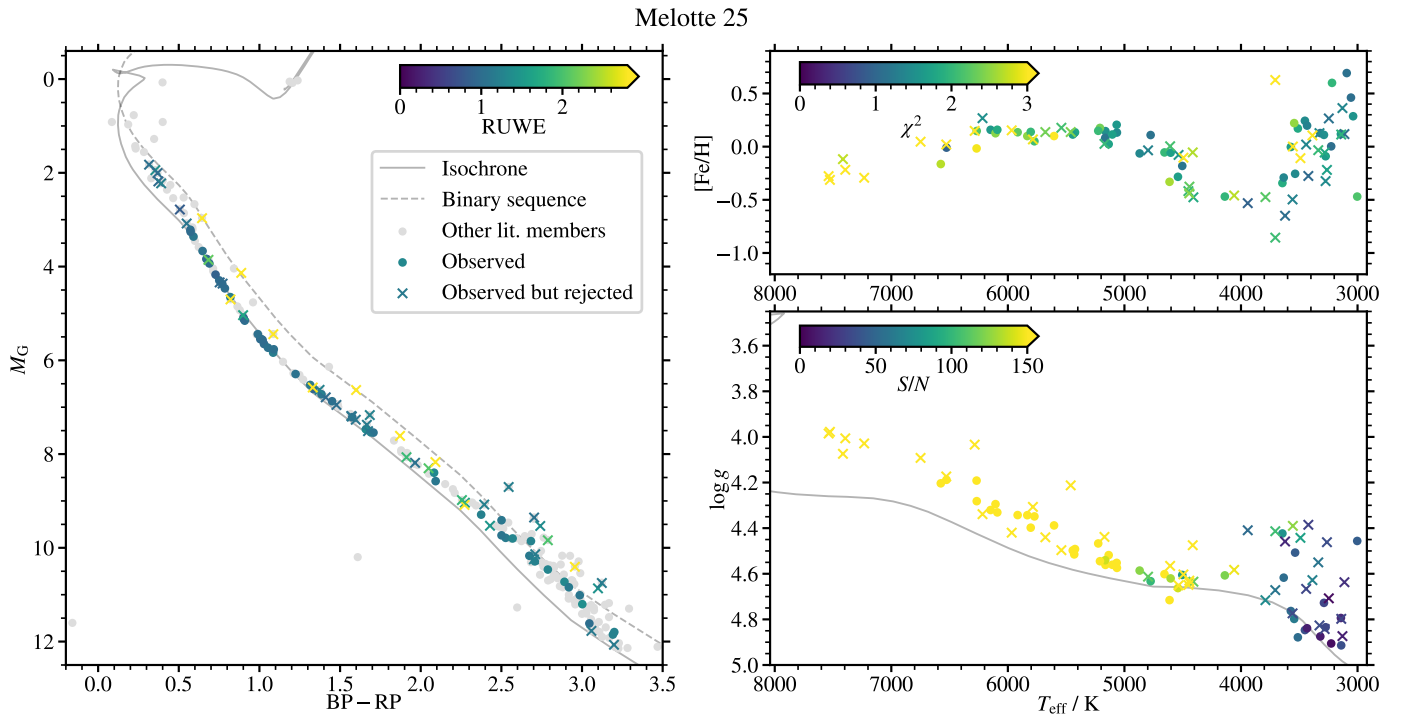 Melotte 25
0
2
4
6
8
10
12
M_G
0.0 0.5 1.0 1.5 2.0 2.5 3.0 3.5
BP − RP
0 1 2
RUWE
Isochrone
Binary sequence
Other lit. members
Observed
Observed but rejected
0.5
0.0
−0.5
−1.0
[Fe/H]
0 1 2 3
χ²
8000 7000 6000 5000 4000 3000
3.6
3.8
4.0
4.2
4.4
4.6
4.8
5.0
log g
0 50 100 150
S/N
8000 7000 6000 5000 4000 3000
T_eff / K